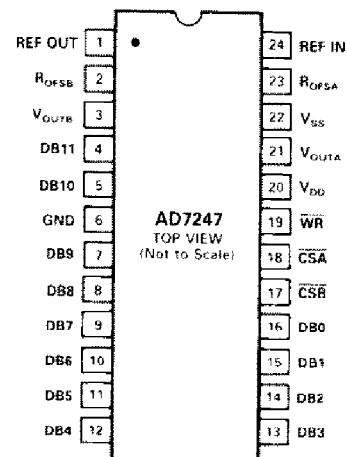 REF OUT 1 24 REF IN
ROFSB 2 23 ROFSA
VOUTB 3 22 VSS
DB11 4 21 VOUTA
DB10 5 20 VDD
GND 6 AD7247 19 WR
TOP VIEW
DB9 7 (Not to Scale) 18 CSA
DB8 8 17 CSB
DB7 9 16 DB0
DB6 10 15 DB1
DB5 11 14 DB2
DB4 12 13 DB3